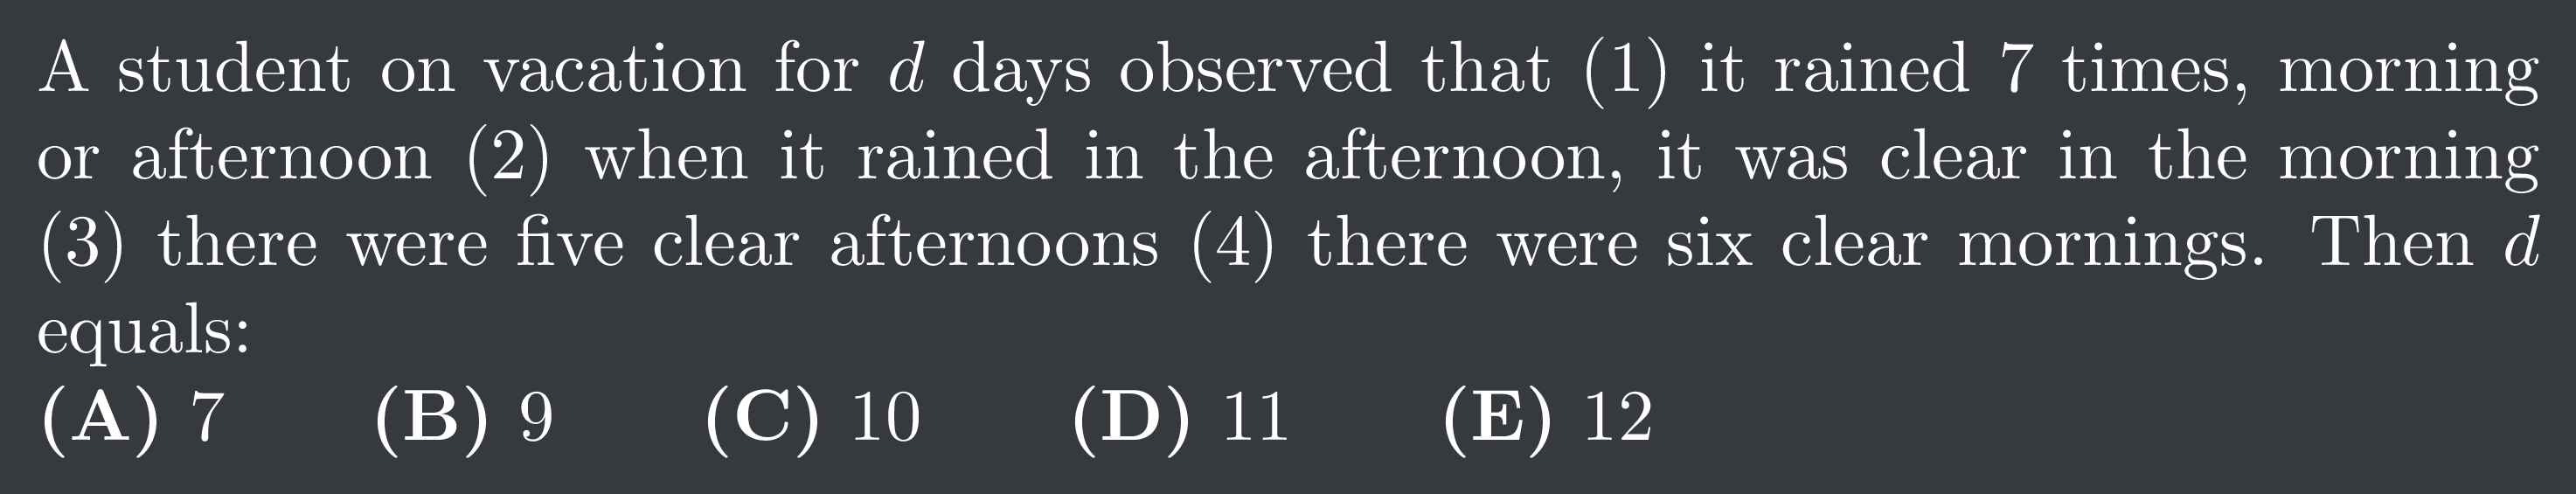 A student on vacation for d days observed that (1) it rained 7 times, morning
or afternoon (2) when it rained in the afternoon, it was clear in the morning
(3) there were five clear afternoons (4) there were six clear mornings. Then d
equals:
(A) 7 (B) 9 (C) 10 (D) 11 (E) 12